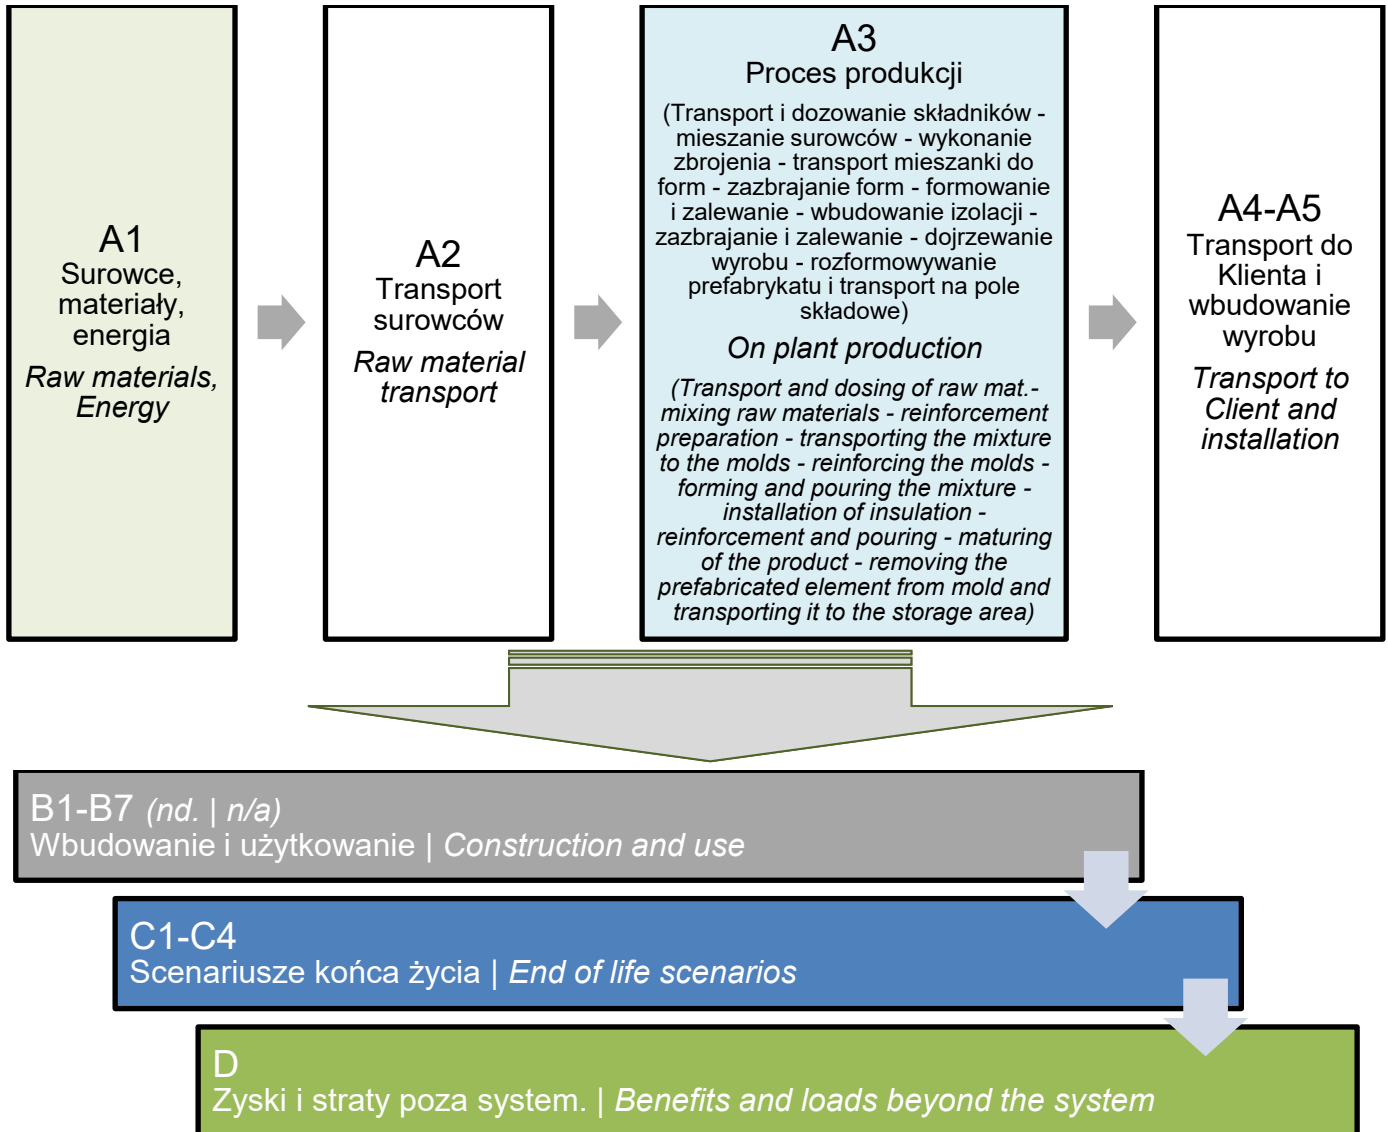 A1
Surowce,
materiały,
energia
Raw materials,
Energy
A2
Transport
surowców
Raw material
transport
A3
Proces produkcji
(Transport i dozowanie składników -
mieszanie surowców - wykonanie
zbrojenia - transport mieszanki do
form - zazbrajanie form - formowanie
i zalewanie - wbudowanie izolacji -
zazbrajanie i zalewanie - dojrzewanie
wyrobu - rozformowywanie
prefabrykatu i transport na pole
składowe)
On plant production
(Transport and dosing of raw mat.-
mixing raw materials - reinforcement
preparation - transporting the mixture
to the molds - reinforcing the molds -
forming and pouring the mixture -
installation of insulation -
reinforcement and pouring - maturing
of the product - removing the
prefabricated element from mold and
transporting it to the storage area)
A4-A5
Transport do
Klienta i
wbudowanie
wyrobu
Transport to
Client and
installation
B1-B7 (nd. | n/a)
Wbudowanie i użytkowanie | Construction and use
C1-C4
Scenariusze końca życia | End of life scenarios
D
Zyski i straty poza system. | Benefits and loads beyond the system